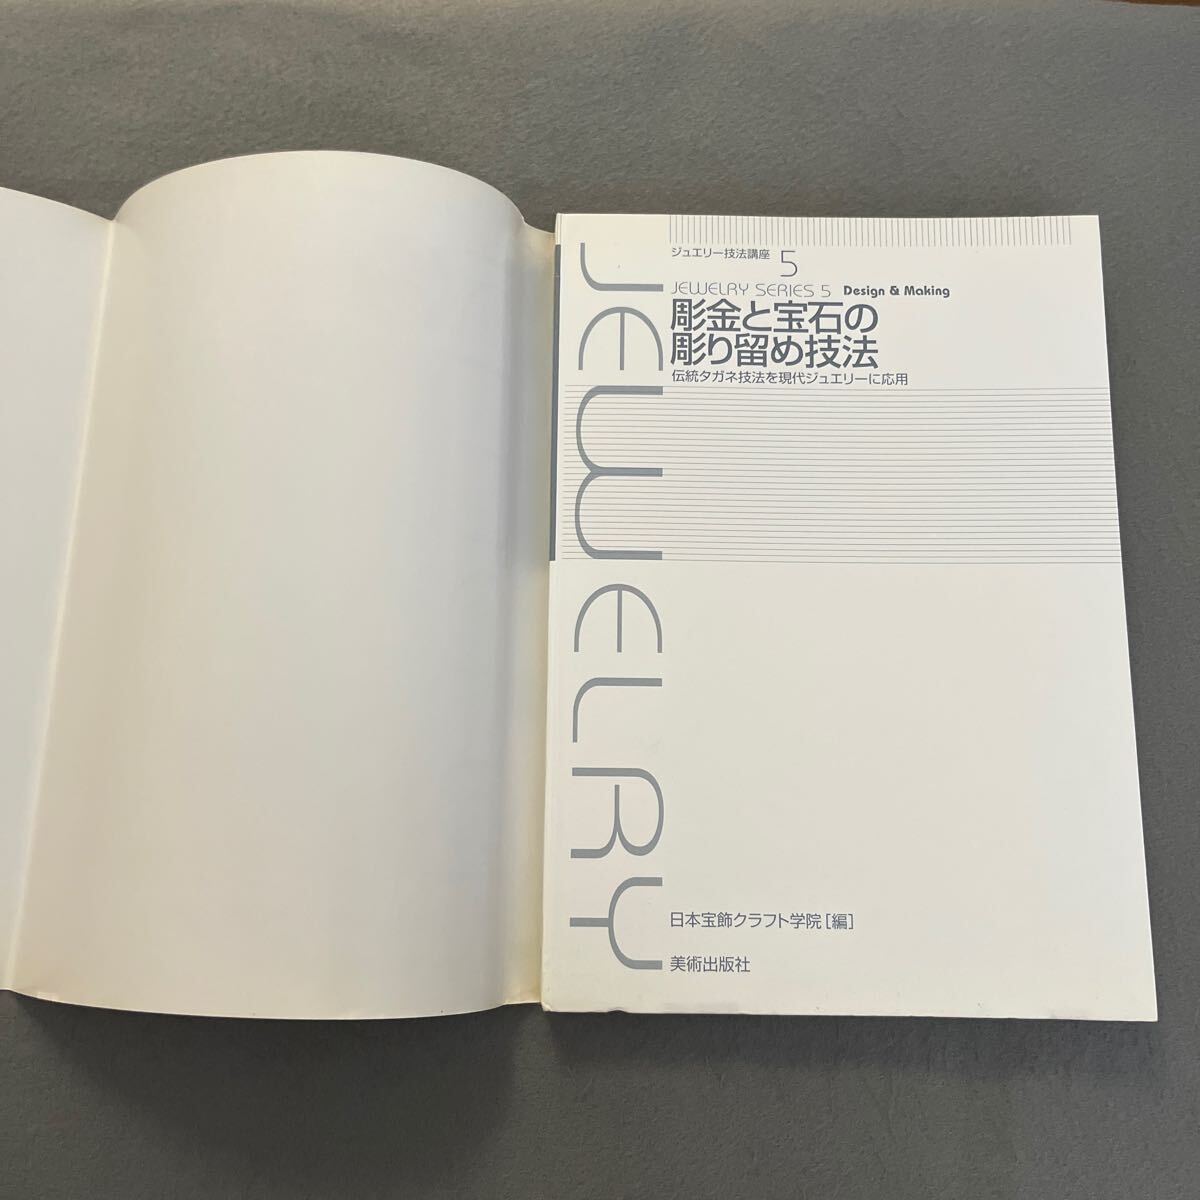 ジュエリー技法講座 5
JEWELRY SERIES 5 Design & Making
彫金と宝石の
彫り留め技法
伝統タガネ技法を現代ジュエリーに応用
JEWELRY
日本宝飾クラフト学院[編]
美術出版社